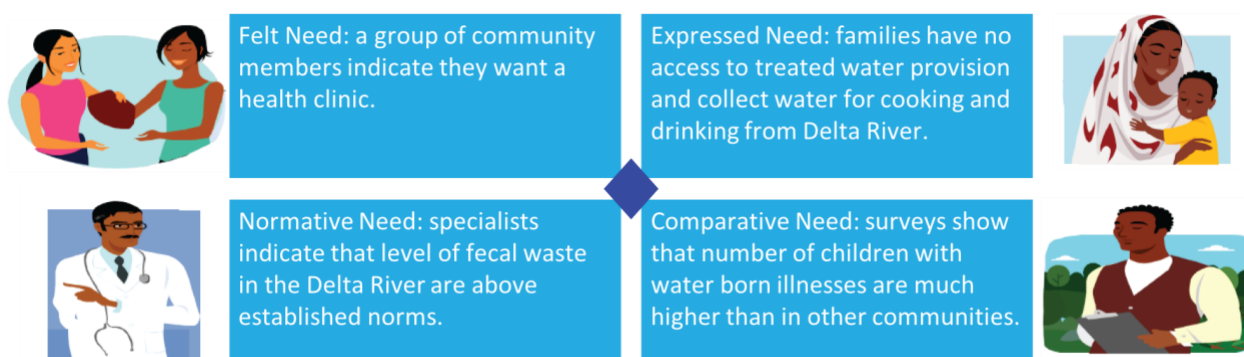 Felt Need: a group of community
members indicate they want a
health clinic.
Expressed Need: families have no
access to treated water provision
and collect water for cooking and
drinking from Delta River.
Normative Need: specialists
indicate that level of fecal waste
in the Delta River are above
established norms.
Comparative Need: surveys show
that number of children with
water born illnesses are much
higher than in other communities.